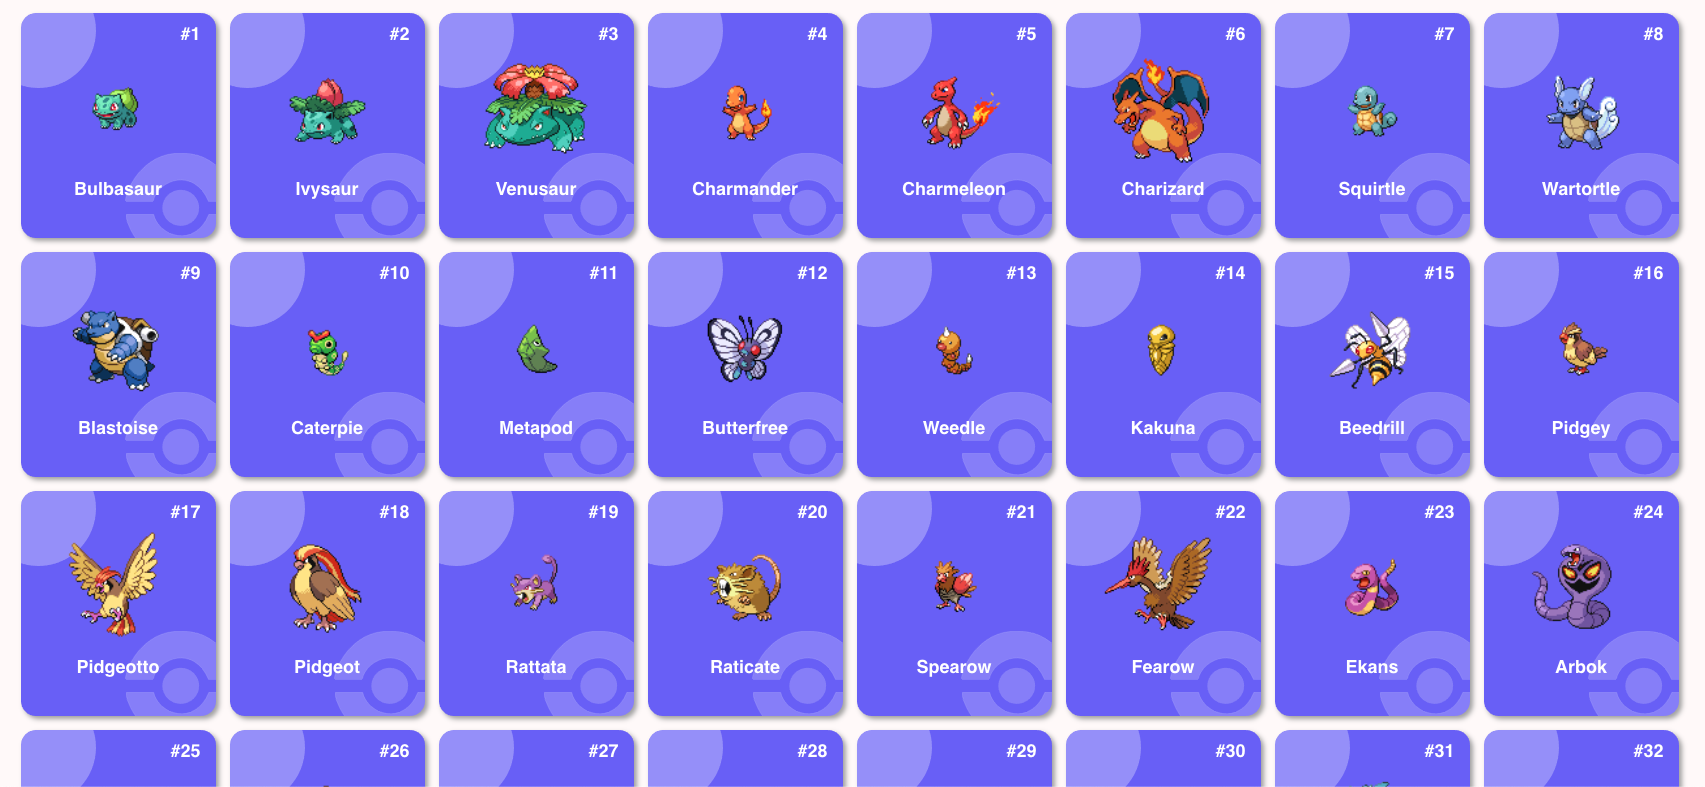 #1 #2 #3 #4 #5 #6 #7 #8
Bulbasaur Ivysaur Venusaur Charmander Charmeleon Charizard Squirtle Wartortle
#9 #10 #11 #12 #13 #14 #15 #16
Blastoise Caterpie Metapod Butterfree Weedle Kakuna Beedrill Pidgey
#17 #18 #19 #20 #21 #22 #23 #24
Pidgeotto Pidgeot Rattata Raticate Spearow Fearow Ekans Arbok
#25 #26 #27 #28 #29 #30 #31 #32